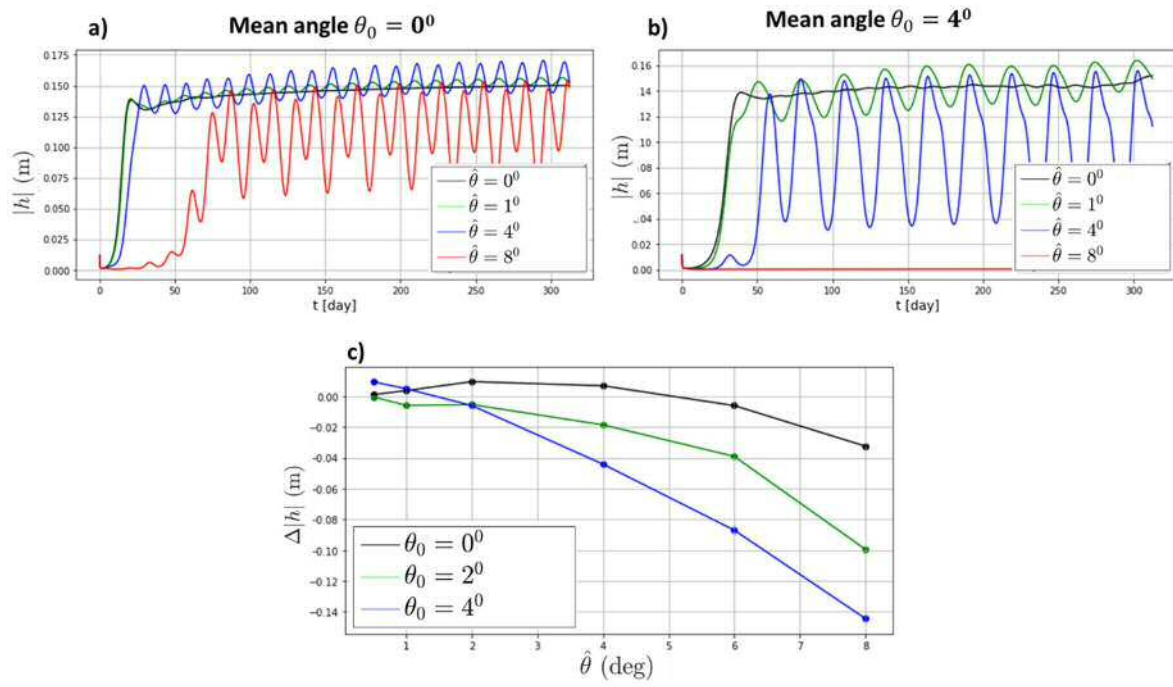 a) Mean angle θ₀ = 0⁰
0.175
0.150
0.125
0.100
0.075
0.050
0.025
0.000
|h| (m)
θ̂ = 0⁰
θ̂ = 1⁰
θ̂ = 4⁰
θ̂ = 8⁰
0 50 100 150 200 250 300
t [day]
b) Mean angle θ₀ = 4⁰
0.16
.14
.12
.10
.08
.06
.04
.02
.00
|h| (m)
θ̂ = 0⁰
θ̂ = 1⁰
θ̂ = 4⁰
θ̂ = 8⁰
0 50 100 150 200 250 300
t [day]
c)
0.00
−0.02
−0.04
−0.06
−0.08
−0.10
−0.12
−0.14
Δ|h| (m)
θ₀ = 0⁰
θ₀ = 2⁰
θ₀ = 4⁰
1 2 3 4 5 6 7 8
θ̂ (deg)